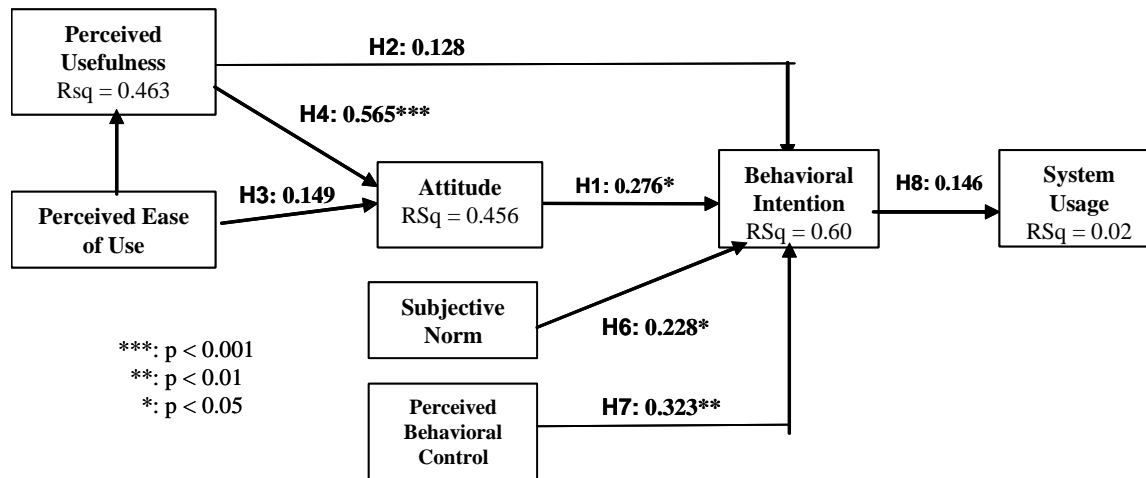 Perceived
Usefulness
Rsq = 0.463
H2: 0.128
H4: 0.565***
Perceived Ease
of Use
H3: 0.149
Attitude
RSq = 0.456
H1: 0.276*
Behavioral
Intention
RSq = 0.60
H8: 0.146
System
Usage
RSq = 0.02
Subjective
Norm
H6: 0.228*
Perceived
Behavioral
Control
H7: 0.323**
***: p < 0.001
**: p < 0.01
*: p < 0.05